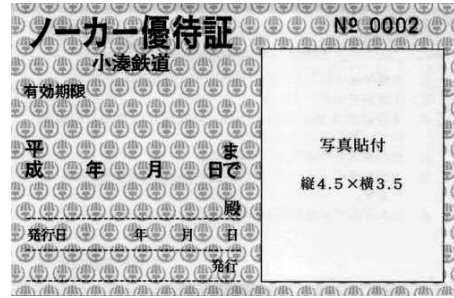 ノーカー優待証
№ 0002
小湊鉄道
有効期限
平成 年 月 日まで
殿
発行日 年 月 日
発行
写真貼付
縦4.5×横3.5